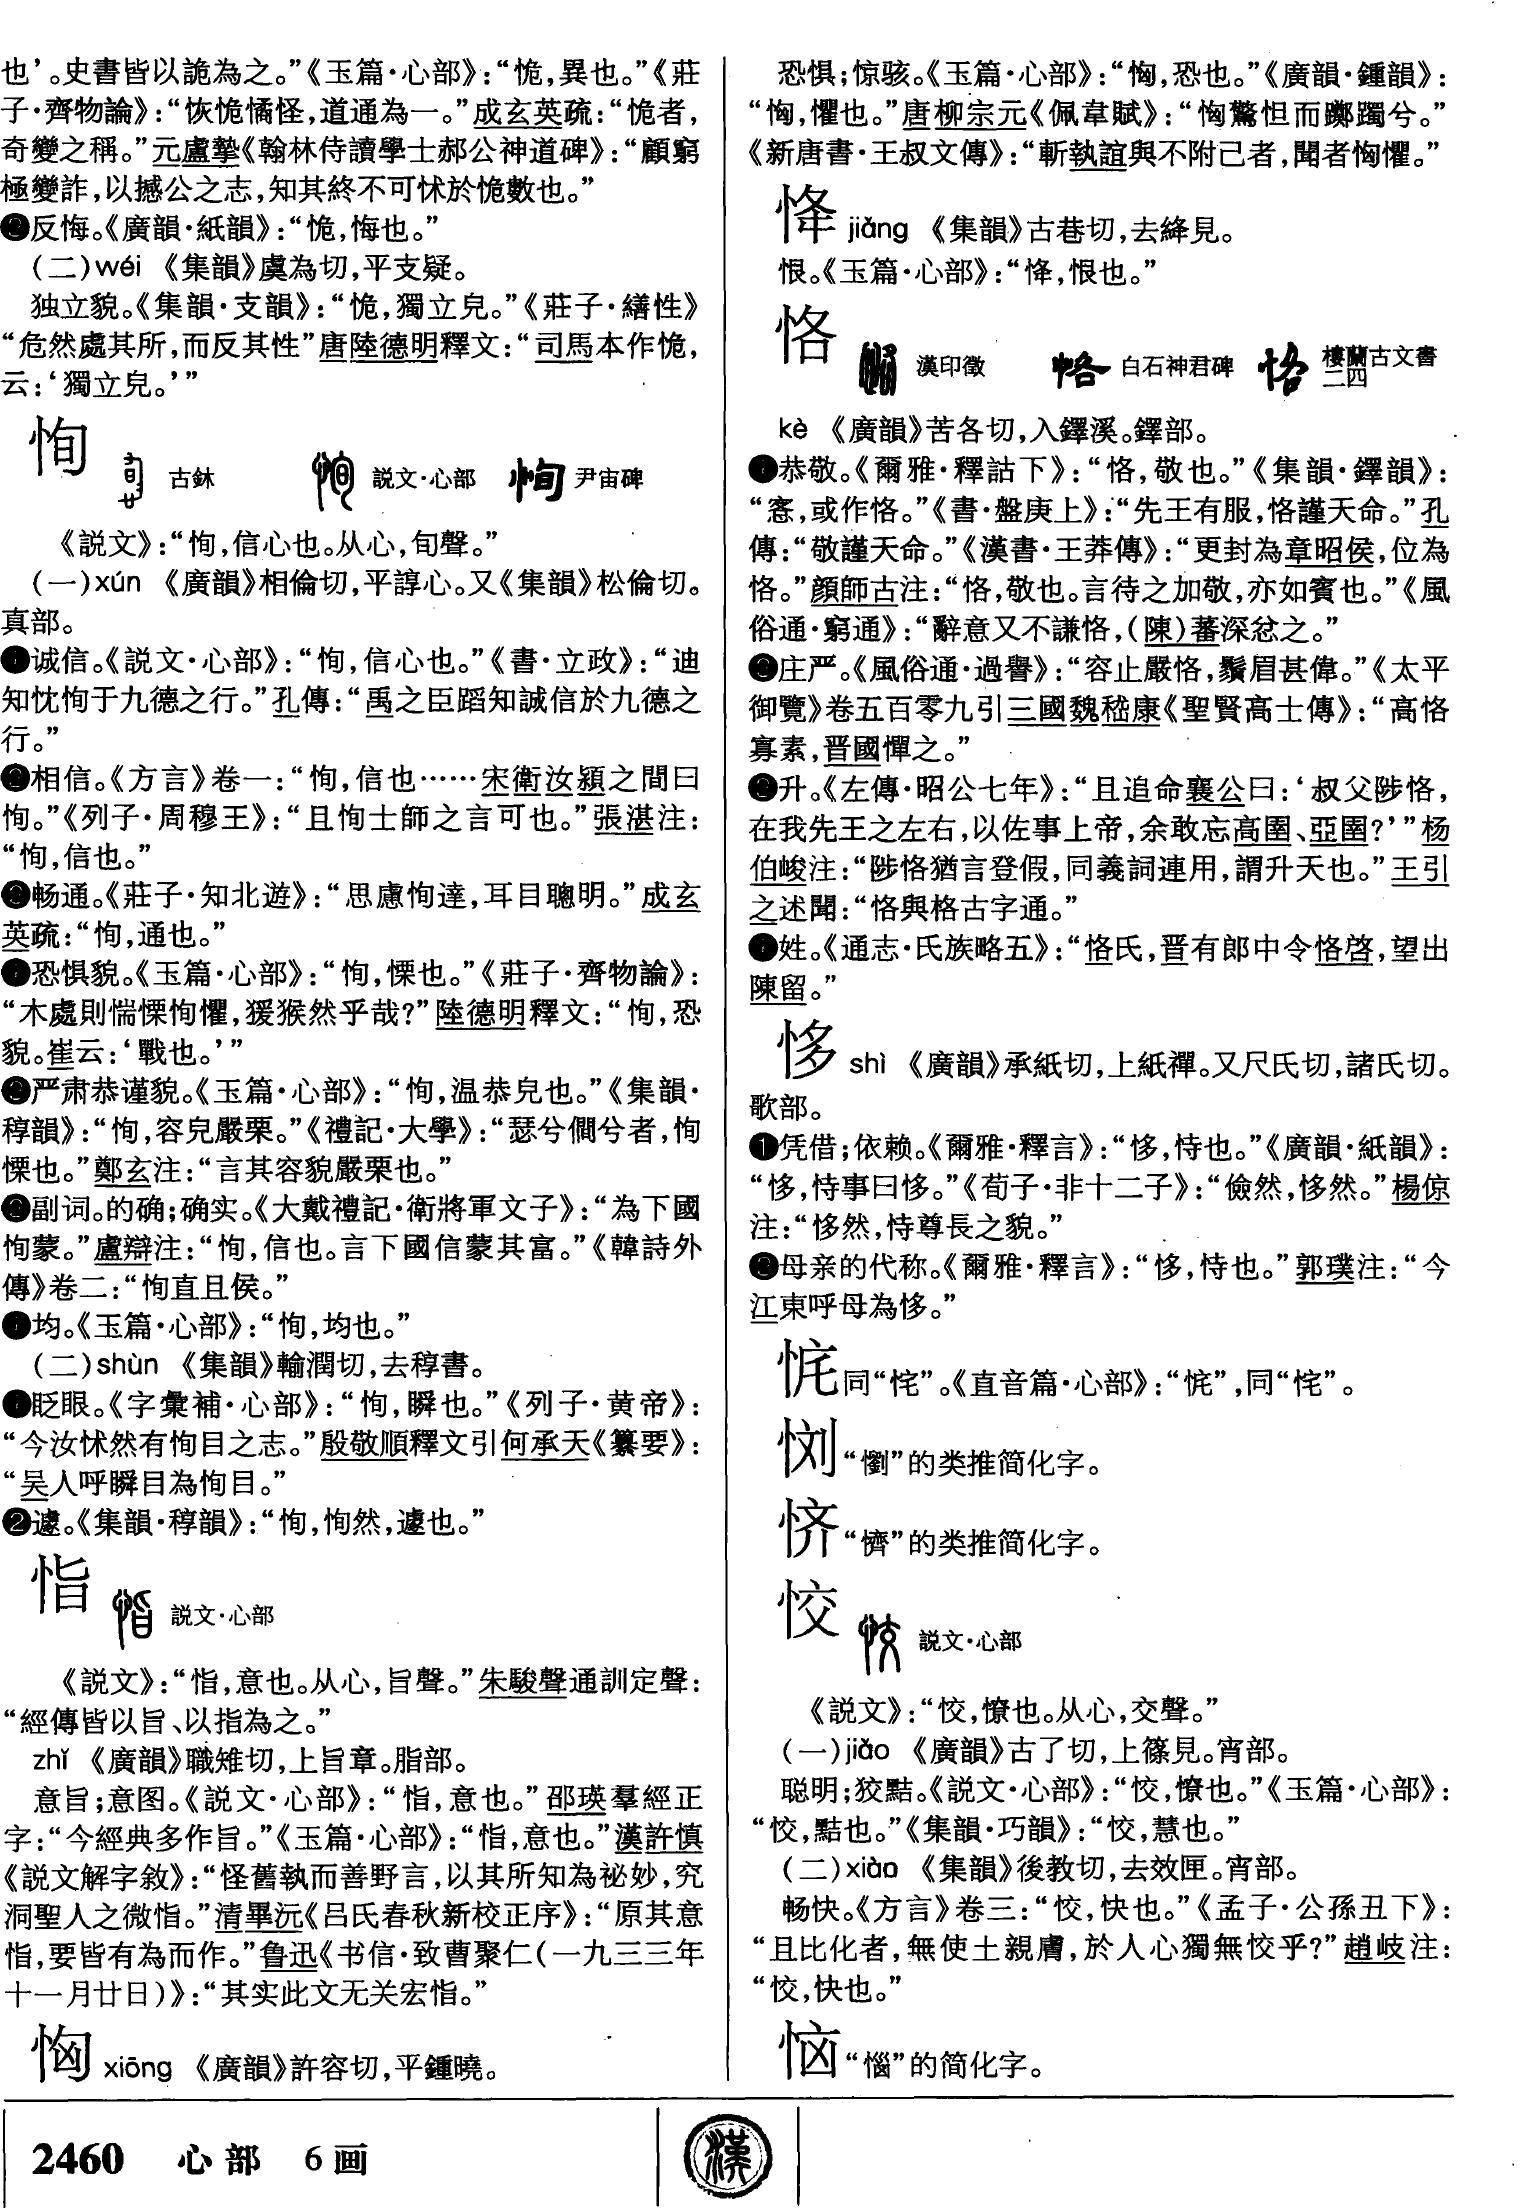 也’。史書皆以詭為之。”《玉篇·心部》：“恑，異也。”《莊
子·齊物論》：“恢恑憰怪，道通為一。”成玄英疏：“恑者，
奇變之稱。”元盧摯《翰林侍讀學士郝公神道碑》：“顧窮
極變詐，以撼公之志，知其終不可怵於恑數也。”
❷反悔。《廣韻·紙韻》：“恑，悔也。”
（二）wéi 《集韻》虞為切，平支疑。
独立貌。《集韻·支韻》：“恑，獨立皃。”《莊子·繕性》
“危然處其所，而反其性”唐陸德明釋文：“司馬本作恑，
云：‘獨立皃。’”
恂 古鉥 説文·心部 尹宙碑
《説文》：“恂，信心也。从心，旬聲。”
（一）xún 《廣韻》相倫切，平諄心。又《集韻》松倫切。
真部。
❶诚信。《説文·心部》：“恂，信心也。”《書·立政》：“迪
知忱恂于九德之行。”孔傳：“禹之臣蹈知誠信於九德之
行。”
❷相信。《方言》卷一：“恂，信也……宋衛汝潁之間曰
恂。”《列子·周穆王》：“且恂士師之言可也。”張湛注：
“恂，信也。”
❸畅通。《莊子·知北遊》：“思慮恂達，耳目聰明。”成玄
英疏：“恂，通也。”
❹恐惧貌。《玉篇·心部》：“恂，慄也。”《莊子·齊物論》：
“木處則惴慄恂懼，猨猴然乎哉？”陸德明釋文：“恂，恐
貌。崔云：‘戰也。’”
❺严肃恭谨貌。《玉篇·心部》：“恂，温恭皃也。”《集韻·
稕韻》：“恂，容皃嚴栗。”《禮記·大學》：“瑟兮僩兮者，恂
慄也。”鄭玄注：“言其容貌嚴栗也。”
❻副词。的确；确实。《大戴禮記·衛將軍文子》：“為下國
恂蒙。”盧辯注：“恂，信也。言下國信蒙其富。”《韓詩外
傳》卷二：“恂直且侯。”
❼均。《玉篇·心部》：“恂，均也。”
（二）shùn 《集韻》輸潤切，去稕書。
❶眨眼。《字彙補·心部》：“恂，瞬也。”《列子·黄帝》：
“今汝怵然有恂目之志。”殷敬順釋文引何承天《纂要》：
“吴人呼瞬目為恂目。”
❷遽。《集韻·稕韻》：“恂，恂然，遽也。”
恉 説文·心部
《説文》：“恉，意也。从心，旨聲。”朱駿聲通訓定聲：
“經傳皆以旨、以指為之。”
zhǐ 《廣韻》職雉切，上旨章。脂部。
意旨；意图。《説文·心部》：“恉，意也。”邵瑛羣經正
字：“今經典多作旨。”《玉篇·心部》：“恉，意也。”漢許慎
《説文解字敘》：“怪舊執而善野言，以其所知為祕妙，究
洞聖人之微恉。”清畢沅《吕氏春秋新校正序》：“原其意
恉，要皆有為而作。”鲁迅《书信·致曹聚仁（一九三三年
十一月廿日）》：“其实此文无关宏恉。”
恟 xiōng 《廣韻》許容切，平鍾曉。
恐惧；惊骇。《玉篇·心部》：“恟，恐也。”《廣韻·鍾韻》：
“恟，懼也。”唐柳宗元《佩韋賦》：“恟驚怛而躑躅兮。”
《新唐書·王叔文傳》：“斬執誼與不附己者，聞者恟懼。”
𢙯 jiǎng 《集韻》古巷切，去絳見。
恨。《玉篇·心部》：“𢙯，恨也。”
恪 漢印徵 白石神君碑 樓蘭古文書二四
kè 《廣韻》苦各切，入鐸溪。鐸部。
❶恭敬。《爾雅·釋詁下》：“恪，敬也。”《集韻·鐸韻》：
“愙，或作恪。”《書·盤庚上》：“先王有服，恪謹天命。”孔
傳：“敬謹天命。”《漢書·王莽傳》：“更封為章昭侯，位為
恪。”顔師古注：“恪，敬也。言待之加敬，亦如賓也。”《風
俗通·窮通》：“辭意又不謙恪，（陳）蕃深忿之。”
❷庄严。《風俗通·過譽》：“容止嚴恪，鬚眉甚偉。”《太平
御覽》卷五百零九引三國魏嵇康《聖賢高士傳》：“高恪
寡素，晋國憚之。”
❸升。《左傳·昭公七年》：“且追命襄公曰：‘叔父陟恪，
在我先王之左右，以佐事上帝，余敢忘高圉、亞圉？’”杨
伯峻注：“陟恪猶言登假，同義詞連用，謂升天也。”王引
之述聞：“恪與格古字通。”
❹姓。《通志·氏族略五》：“恪氏，晋有郎中令恪啓，望出
陳留。”
恀 shì 《廣韻》承紙切，上紙禪。又尺氏切，諸氏切。
歌部。
❶凭借；依赖。《爾雅·釋言》：“恀，恃也。”《廣韻·紙韻》：
“恀，恃事曰恀。”《荀子·非十二子》：“儉然，恀然。”楊倞
注：“恀然，恃尊長之貌。”
❷母亲的代称。《爾雅·釋言》：“恀，恃也。”郭璞注：“今
江東呼母為恀。”
同“恾”。《直音篇·心部》：
㤘 “懰”的类推简化字。
𪫺 “懠”的类推简化字。
恔 説文·心部
《説文》：“恔，憭也。从心，交聲。”
（一）jiǎo 《廣韻》古了切，上篠見。宵部。
聪明；狡黠。《説文·心部》：“恔，憭也。”《玉篇·心部》：
“恔，黠也。”《集韻·巧韻》：“恔，慧也。”
（二）xiào 《集韻》後教切，去效匣。宵部。
畅快。《方言》卷三：“恔，快也。”《孟子·公孫丑下》：
“且比化者，無使土親膚，於人心獨無恔乎？”趙岐注：
“恔，快也。”
恼 “惱”的简化字。
2460 心部 6画
漢